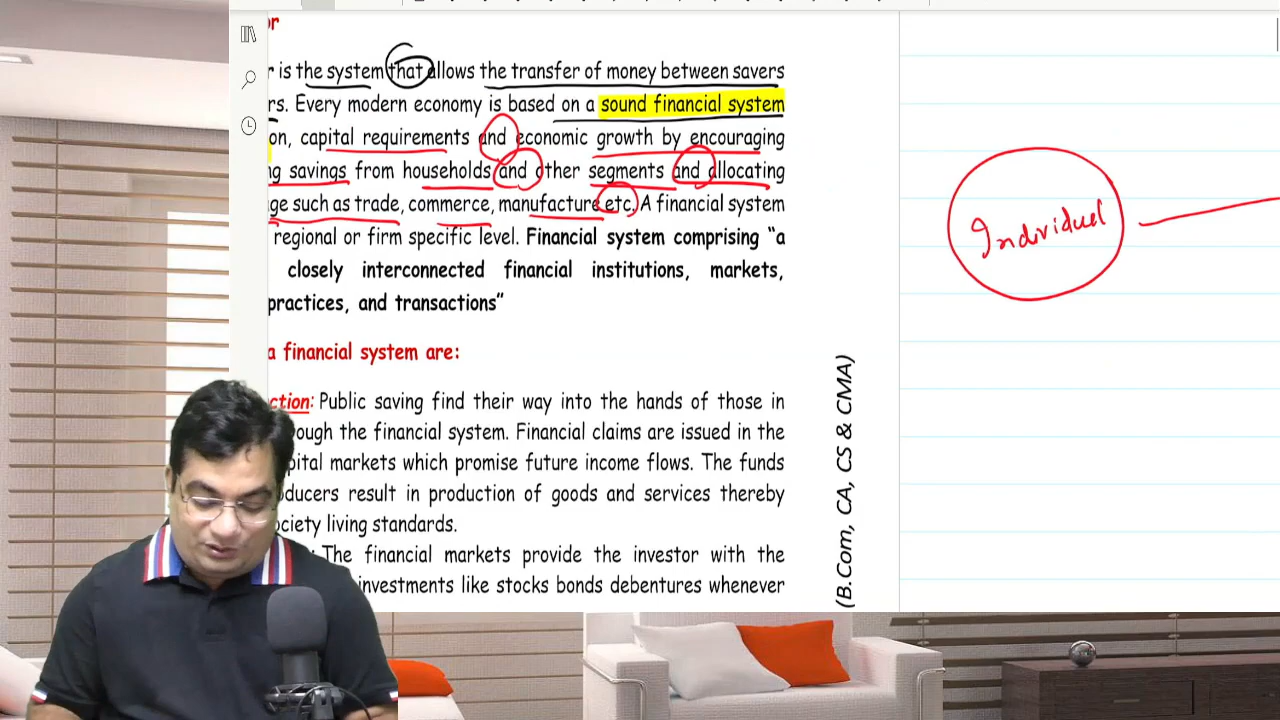 or
r is the system that allows the transfer of money between savers
rs. Every modern economy is based on a sound financial system
on, capital requirements and economic growth by encouraging
ng savings from households and other segments and allocating
ge such as trade, commerce, manufacture etc. A financial system
regional or firm specific level. Financial system comprising “a
closely interconnected financial institutions, markets,
practices, and transactions”
a financial system are:
ction: Public saving find their way into the hands of those in
ough the financial system. Financial claims are issued in the
pital markets which promise future income flows. The funds
oducers result in production of goods and services thereby
ociety living standards.
: The financial markets provide the investor with the
investments like stocks bonds debentures whenever
(B.Com, CA, CS & CMA)
Individual